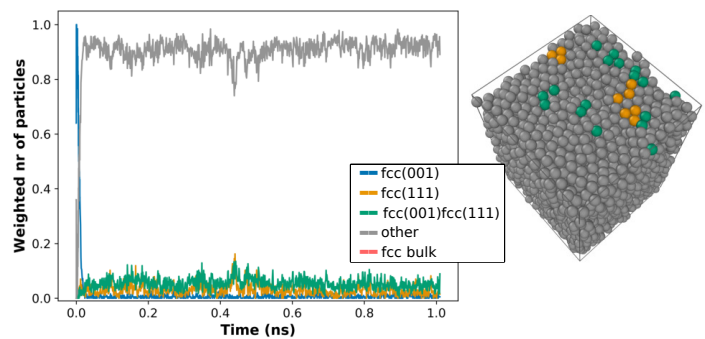 Weighted nr of particles
1.0
0.8
0.6
0.4
0.2
0.0
0.0
0.2
0.4
0.6
0.8
1.0
Time (ns)
fcc(001)
fcc(111)
fcc(001)fcc(111)
other
fcc bulk